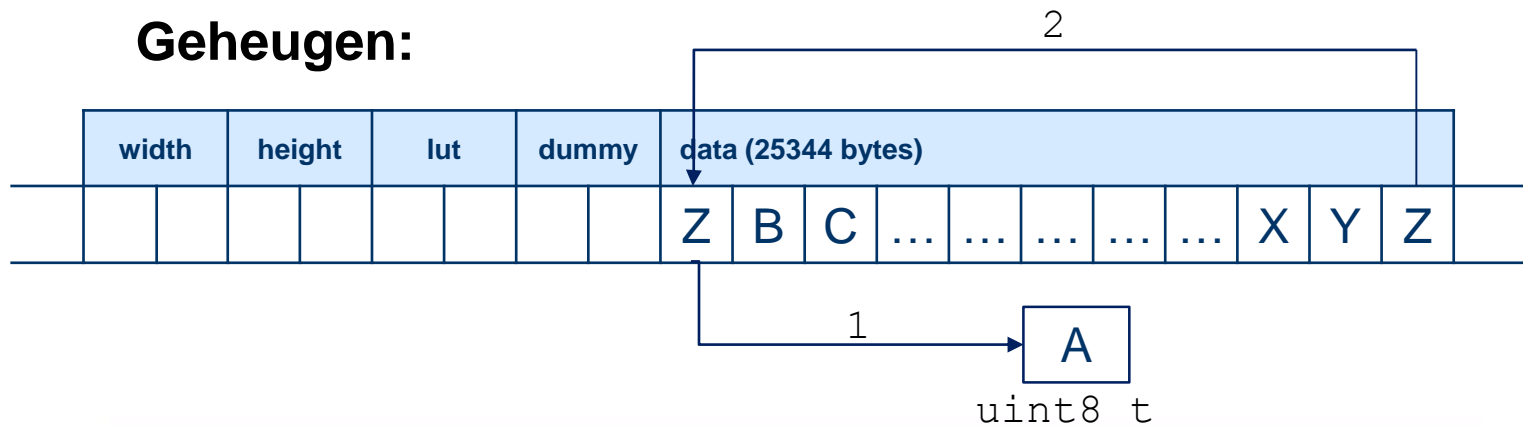 Geheugen:
2
width height lut dummy data (25344 bytes)
Z B C ... ... ... ... ... X Y Z
1
A
uint8 t